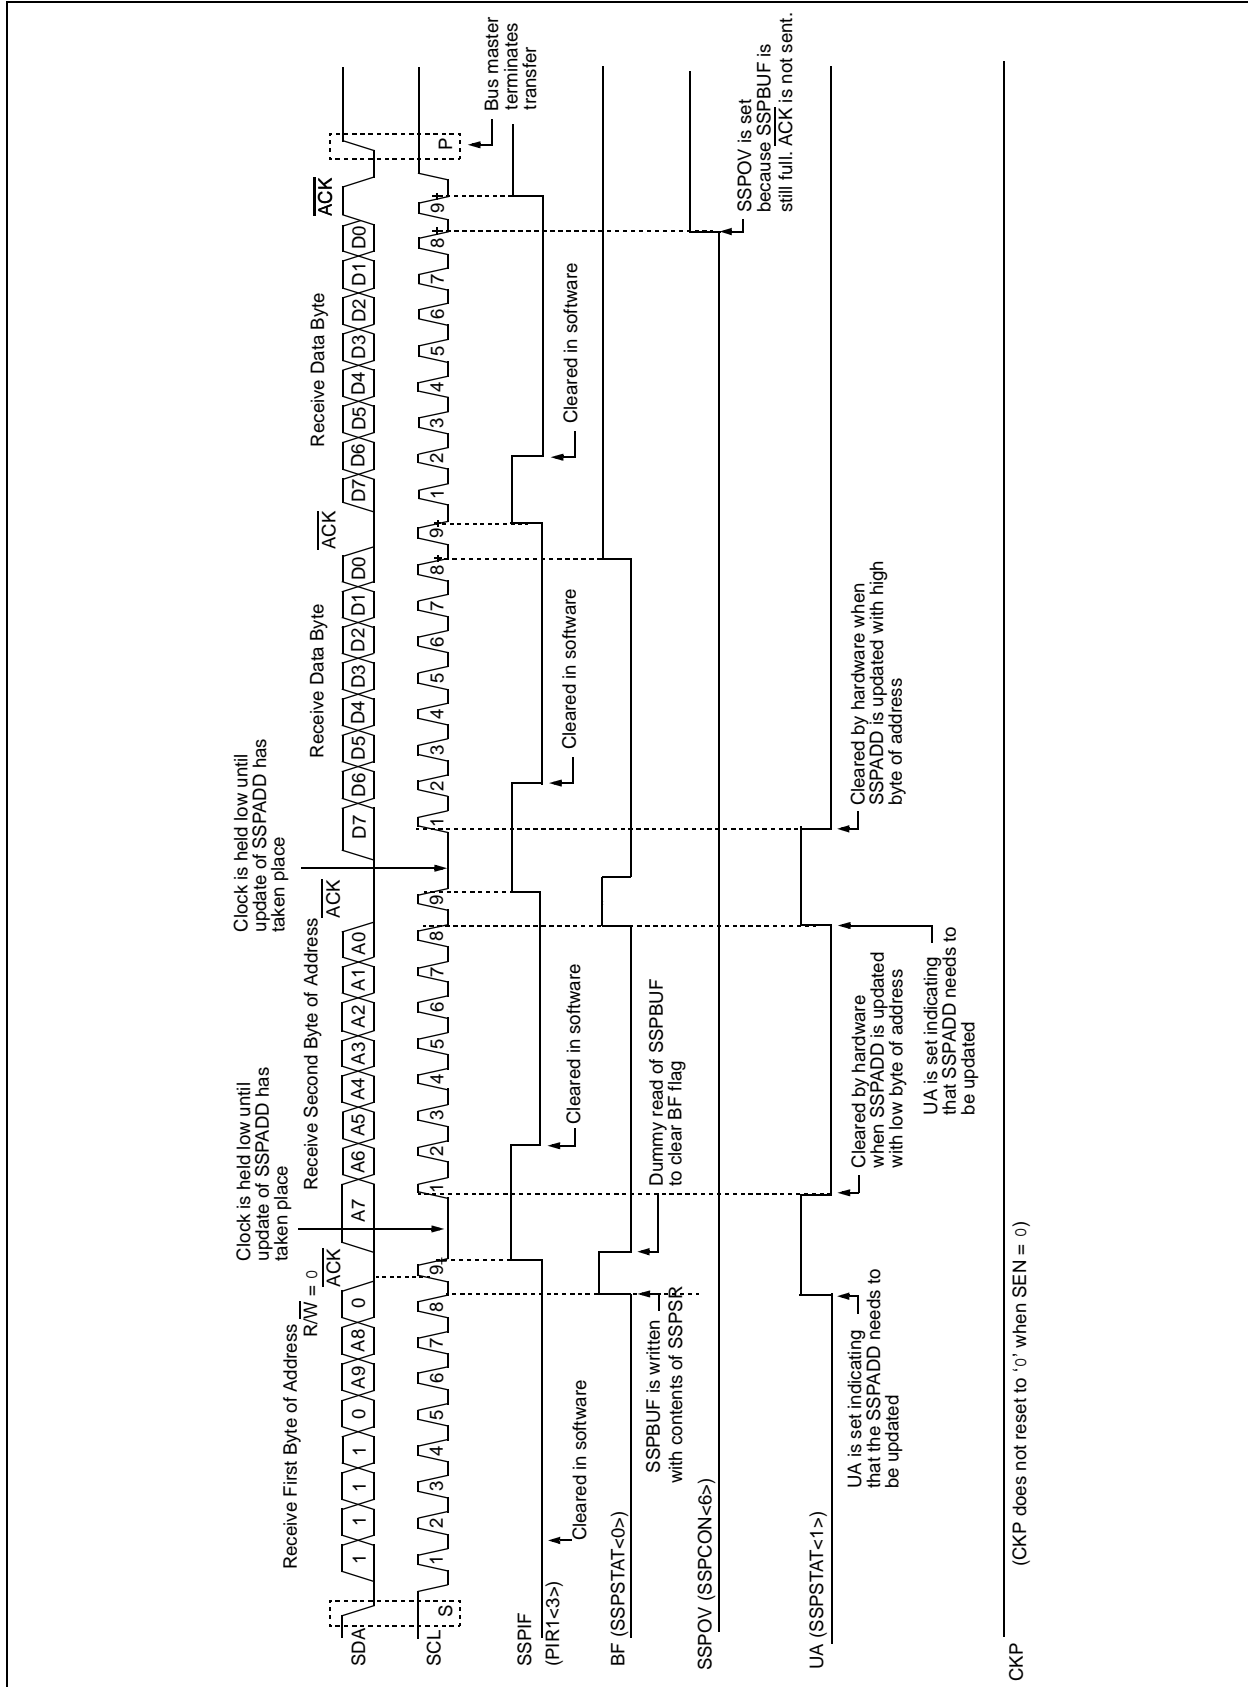 Receive First Byte of Address
R/W = 0
ACK
Clock is held low until
update of SSPADD has
taken place
Receive Second Byte of Address
ACK
Clock is held low until
update of SSPADD has
taken place
Receive Data Byte
ACK
Receive Data Byte
ACK
SDA
1 1 1 1 0 A9 A8 0
A7 A6 A5 A4 A3 A2 A1 A0
D7 D6 D5 D4 D3 D2 D1 D0
D7 D6 D5 D4 D3 D2 D1 D0
SCL
S
1 2 3 4 5 6 7 8 9
1 2 3 4 5 6 7 8 9
1 2 3 4 5 6 7 8 9
1 2 3 4 5 6 7 8 9
P
Bus master
terminates
transfer
SSPIF
(PIR1<3>)
Cleared in software
Cleared in software
Cleared in software
Cleared in software
BF (SSPSTAT<0>)
SSPBUF is written
with contents of SSPSR
Dummy read of SSPBUF
to clear BF flag
SSPOV (SSPCON<6>)
SSPOV is set
because SSPBUF is
still full. ACK is not sent.
UA (SSPSTAT<1>)
UA is set indicating
that the SSPADD needs to
be updated
Cleared by hardware
when SSPADD is updated
with low byte of address
UA is set indicating
that SSPADD needs to
be updated
Cleared by hardware when
SSPADD is updated with high
byte of address
CKP
(CKP does not reset to ‘0’ when SEN = 0)